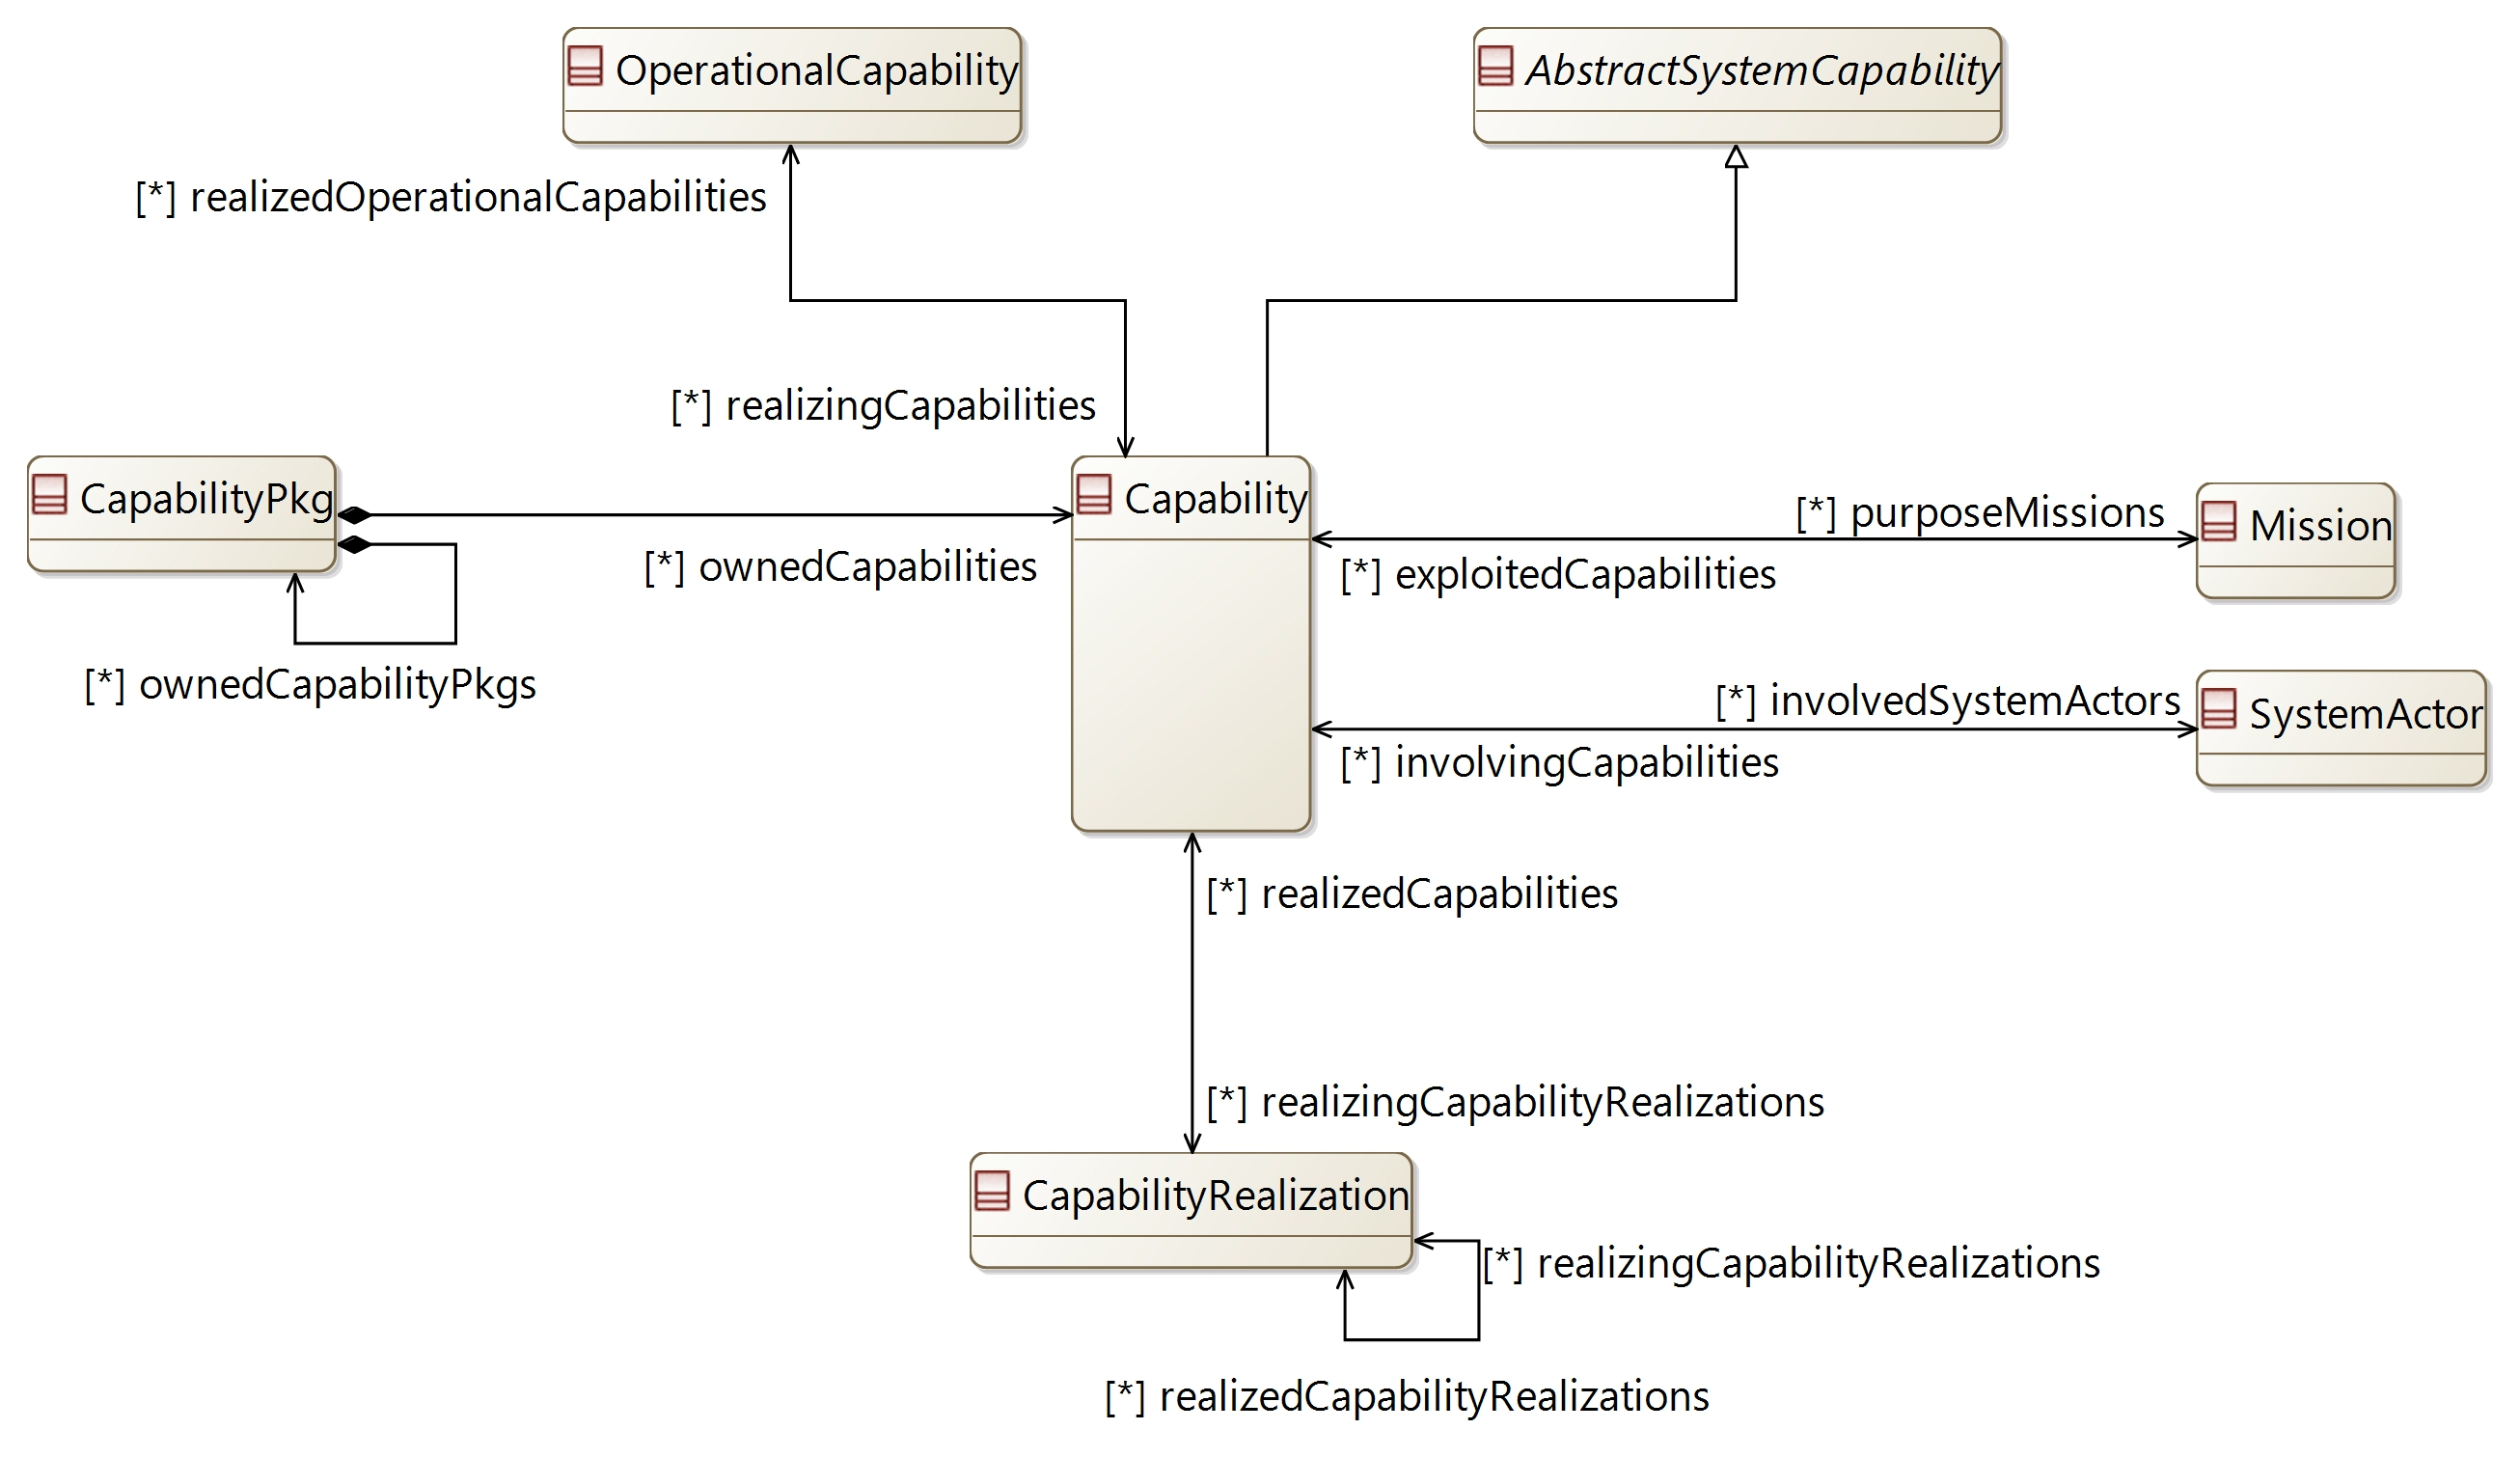 OperationalCapability
AbstractSystemCapability
[*] realizedOperationalCapabilities
[*] realizingCapabilities
CapabilityPkg
Capability
[*] purposeMissions
Mission
[*] ownedCapabilities
[*] exploitedCapabilities
[*] ownedCapabilityPkgs
[*] involvedSystemActors
SystemActor
[*] involvingCapabilities
[*] realizedCapabilities
[*] realizingCapabilityRealizations
CapabilityRealization
[*] realizingCapabilityRealizations
[*] realizedCapabilityRealizations